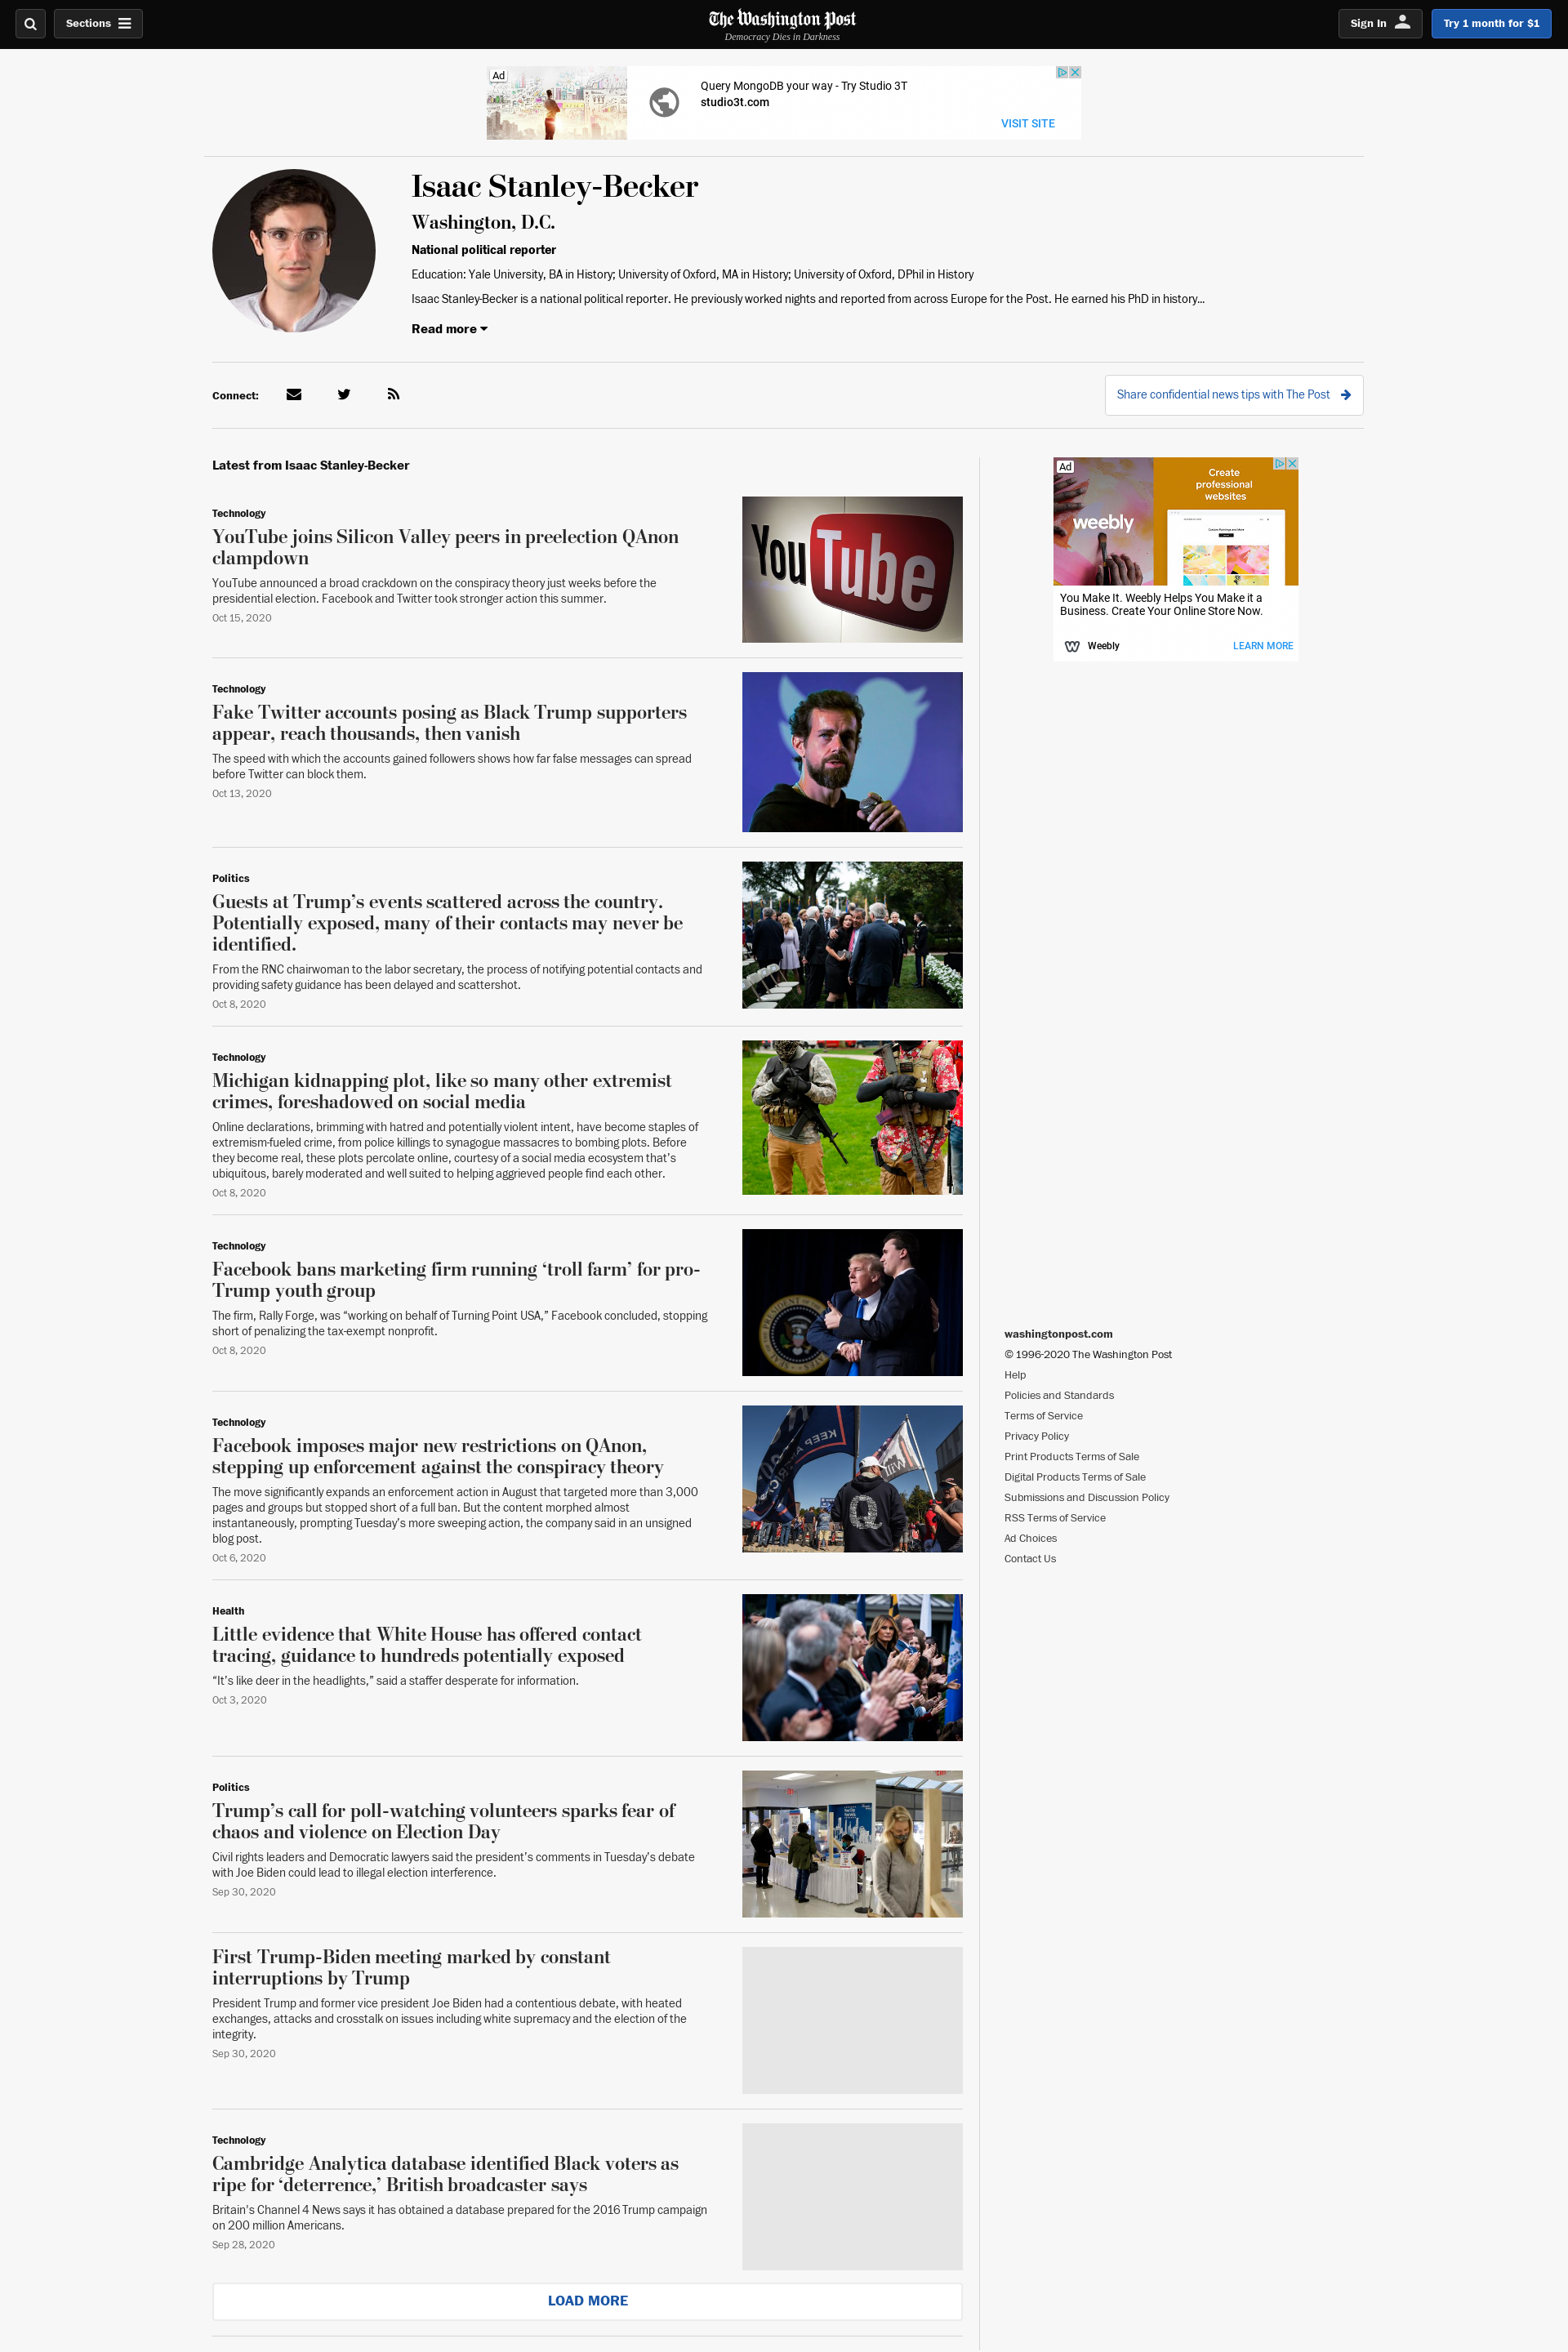 Sections
The Washington Post
Democracy Dies in Darkness
Sign In
Try 1 month for $1
Ad
Query MongoDB your way - Try Studio 3T
studio3t.com
VISIT SITE
Isaac Stanley-Becker
Washington, D.C.
National political reporter
Education: Yale University, BA in History; University of Oxford, MA in History; University of Oxford, DPhil in History
Isaac Stanley-Becker is a national political reporter. He previously worked nights and reported from across Europe for the Post. He earned his PhD in history...
Read more
Connect:
Share confidential news tips with The Post
Latest from Isaac Stanley-Becker
Technology
YouTube joins Silicon Valley peers in preelection QAnon
clampdown
YouTube announced a broad crackdown on the conspiracy theory just weeks before the
presidential election. Facebook and Twitter took stronger action this summer.
Oct 15, 2020
YouTube
Technology
Fake Twitter accounts posing as Black Trump supporters
appear, reach thousands, then vanish
The speed with which the accounts gained followers shows how far false messages can spread
before Twitter can block them.
Oct 13, 2020
Politics
Guests at Trump’s events scattered across the country.
Potentially exposed, many of their contacts may never be
identified.
From the RNC chairwoman to the labor secretary, the process of notifying potential contacts and
providing safety guidance has been delayed and scattershot.
Oct 8, 2020
Technology
Michigan kidnapping plot, like so many other extremist
crimes, foreshadowed on social media
Online declarations, brimming with hatred and potentially violent intent, have become staples of
extremism-fueled crime, from police killings to synagogue massacres to bombing plots. Before
they become real, these plots percolate online, courtesy of a social media ecosystem that’s
ubiquitous, barely moderated and well suited to helping aggrieved people find each other.
Oct 8, 2020
Technology
Facebook bans marketing firm running ‘troll farm’ for pro-
Trump youth group
The firm, Rally Forge, was “working on behalf of Turning Point USA,” Facebook concluded, stopping
short of penalizing the tax-exempt nonprofit.
Oct 8, 2020
Technology
Facebook imposes major new restrictions on QAnon,
stepping up enforcement against the conspiracy theory
The move significantly expands an enforcement action in August that targeted more than 3,000
pages and groups but stopped short of a full ban. But the content morphed almost
instantaneously, prompting Tuesday’s more sweeping action, the company said in an unsigned
blog post.
Oct 6, 2020
KEEP
Q
Health
Little evidence that White House has offered contact
tracing, guidance to hundreds potentially exposed
“It’s like deer in the headlights,” said a staffer desperate for information.
Oct 3, 2020
Politics
Trump’s call for poll-watching volunteers sparks fear of
chaos and violence on Election Day
Civil rights leaders and Democratic lawyers said the president’s comments in Tuesday’s debate
with Joe Biden could lead to illegal election interference.
Sep 30, 2020
First Trump-Biden meeting marked by constant
interruptions by Trump
President Trump and former vice president Joe Biden had a contentious debate, with heated
exchanges, attacks and crosstalk on issues including white supremacy and the election of the
integrity.
Sep 30, 2020
Technology
Cambridge Analytica database identified Black voters as
ripe for ‘deterrence,’ British broadcaster says
Britain's Channel 4 News says it has obtained a database prepared for the 2016 Trump campaign
on 200 million Americans.
Sep 28, 2020
LOAD MORE
Ad
weebly
Create
professional
websites
You Make It. Weebly Helps You Make it a
Business. Create Your Online Store Now.
Weebly
LEARN MORE
washingtonpost.com
© 1996-2020 The Washington Post
Help
Policies and Standards
Terms of Service
Privacy Policy
Print Products Terms of Sale
Digital Products Terms of Sale
Submissions and Discussion Policy
RSS Terms of Service
Ad Choices
Contact Us